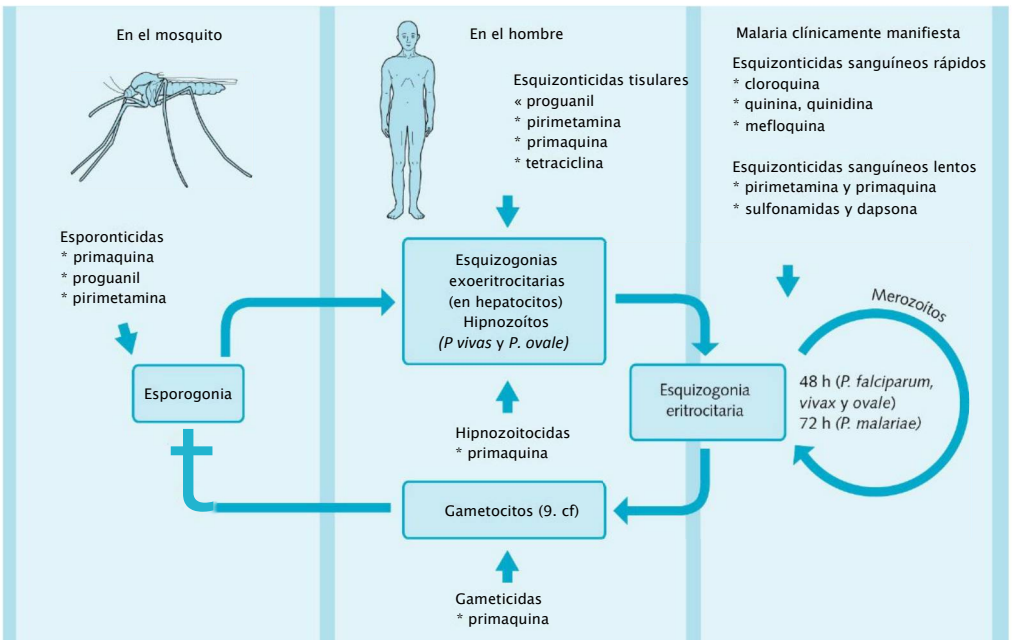 En el mosquito
Esporonticidas
* primaquina
* proguanil
* pirimetamina
Esporogonia
En el hombre
Esquizonticidas tisulares
« proguanil
* pirimetamina
* primaquina
* tetraciclina
Esquizogonias
exoeritrocitarias
(en hepatocitos)
Hipnozoítos
(P vivas y P. ovale)
Hipnozoitocidas
* primaquina
Gametocitos (9. cf)
Gameticidas
* primaquina
Malaria clínicamente manifiesta
Esquizonticidas sanguíneos rápidos
* cloroquina
* quinina, quinidina
* mefloquina
Esquizonticidas sanguíneos lentos
* pirimetamina y primaquina
* sulfonamidas y dapsona
Esquizogonia
eritrocitaria
Merozoítos
48 h (P. falciparum,
vivax y ovale)
72 h (P. malariae)